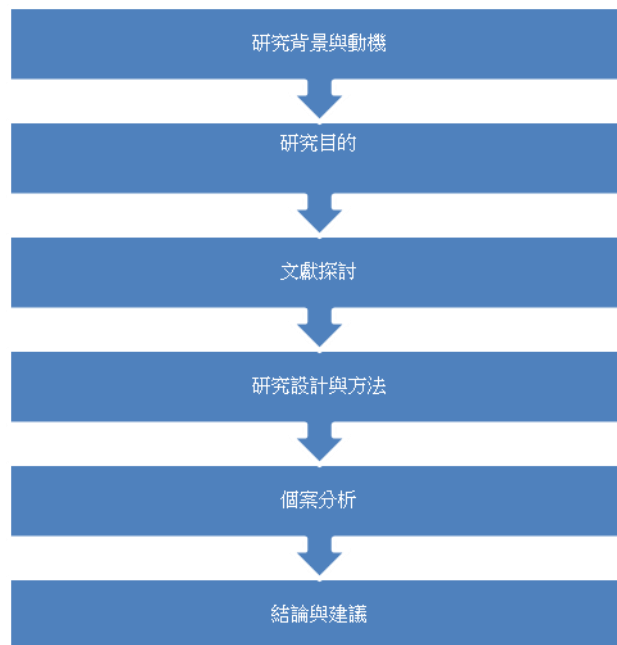 研究背景與動機
研究目的
文獻探討
研究設計與方法
個案分析
結論與建議